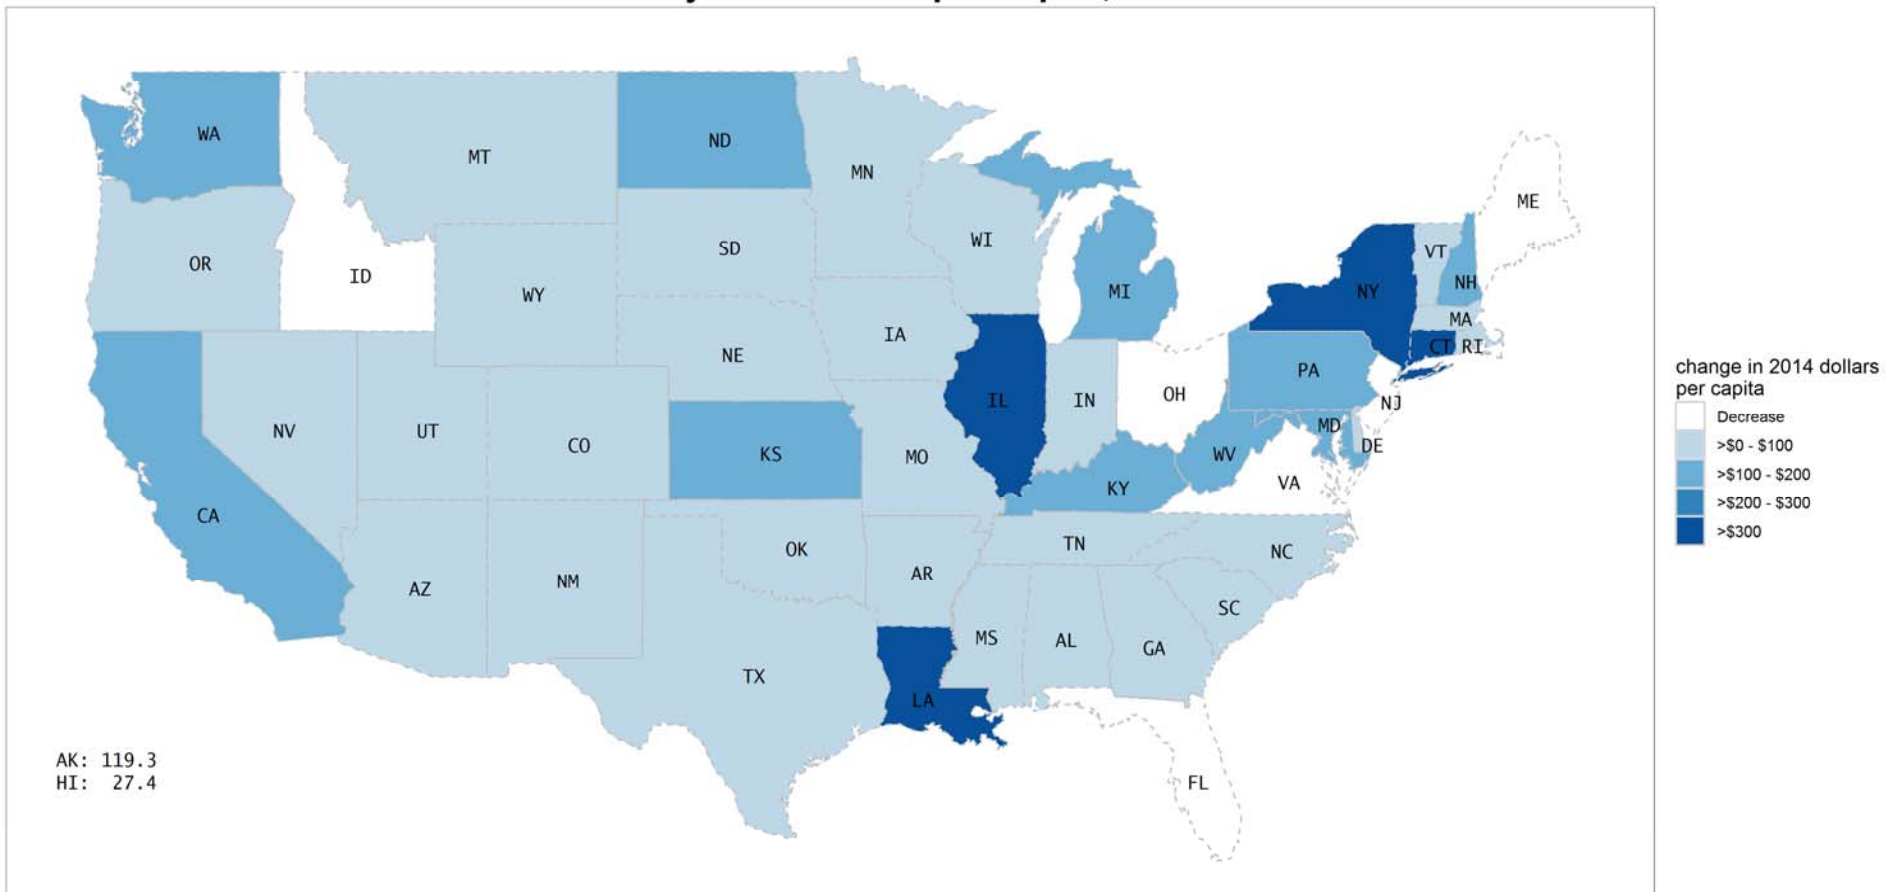 WA
MT
ND
MN
ME
OR
ID
WY
SD
WI
MI
NY
VT
NH
MA
CT RI
NE
IA
IL
IN
OH
PA
NJ
NV
UT
CO
KS
MO
KY
WV
MD
DE
VA
CA
AZ
NM
OK
AR
TN
NC
SC
TX
LA
MS
AL
GA
FL
AK: 119.3
HI: 27.4
change in 2014 dollars
per capita
Decrease
>$0 - $100
>$100 - $200
>$200 - $300
>$300